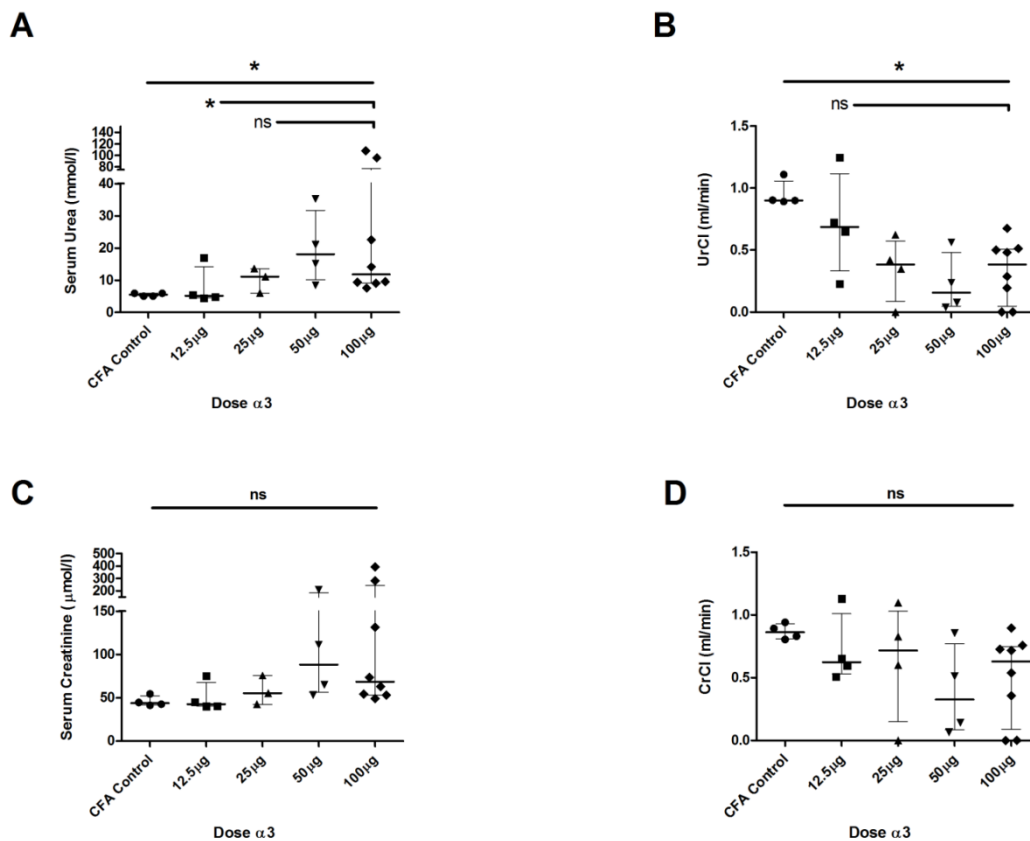 A
*
*
ns
Serum Urea (mmol/l)
140
120
100
80
40
30
20
10
0
CFA Control
12.5μg
25μg
50μg
100μg
Dose α3
B
*
ns
UrCl (ml/min)
1.5
1.0
0.5
0.0
CFA Control
12.5μg
25μg
50μg
100μg
Dose α3
C
ns
Serum Creatinine (μmol/l)
500
400
300
200
150
100
50
0
CFA Control
12.5μg
25μg
50μg
100μg
Dose α3
D
ns
CrCl (ml/min)
1.5
1.0
0.5
0.0
CFA Control
12.5μg
25μg
50μg
100μg
Dose α3